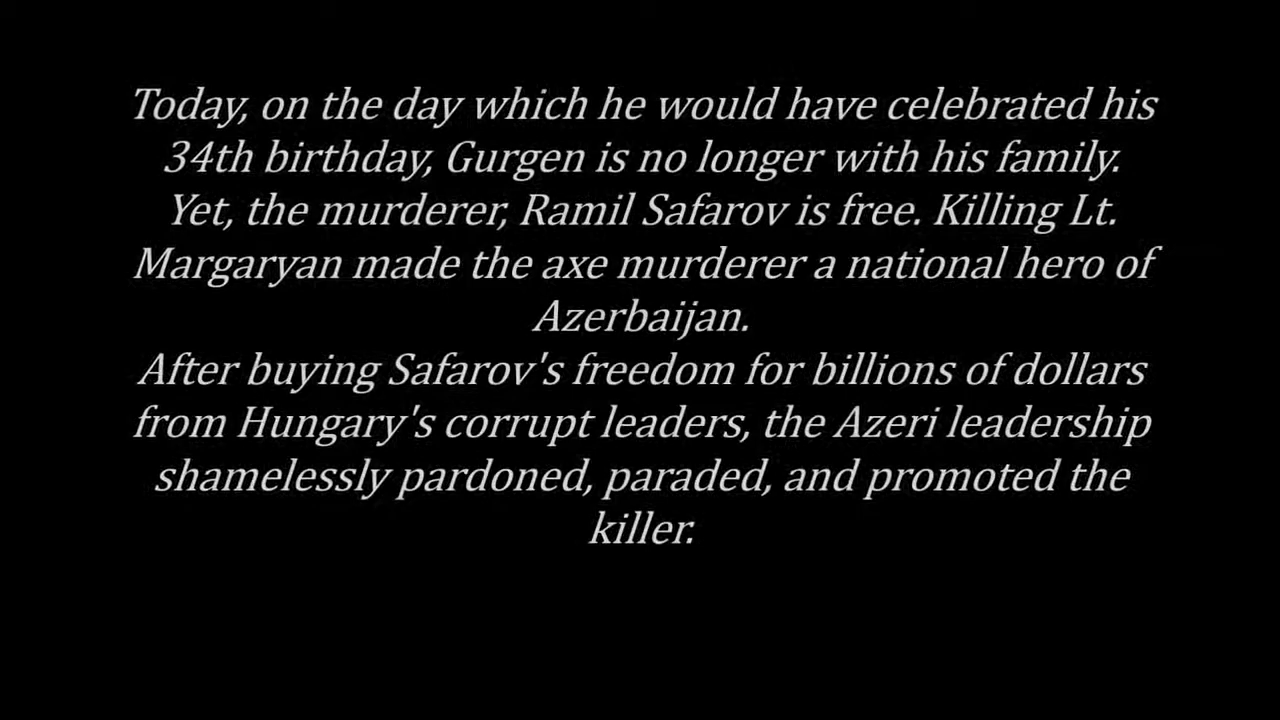 Today, on the day which he would have celebrated his
34th birthday, Gurgen is no longer with his family.
Yet, the murderer, Ramil Safarov is free. Killing Lt.
Margaryan made the axe murderer a national hero of
Azerbaijan.
After buying Safarov's freedom for billions of dollars
from Hungary's corrupt leaders, the Azeri leadership
shamelessly pardoned, paraded, and promoted the
killer.